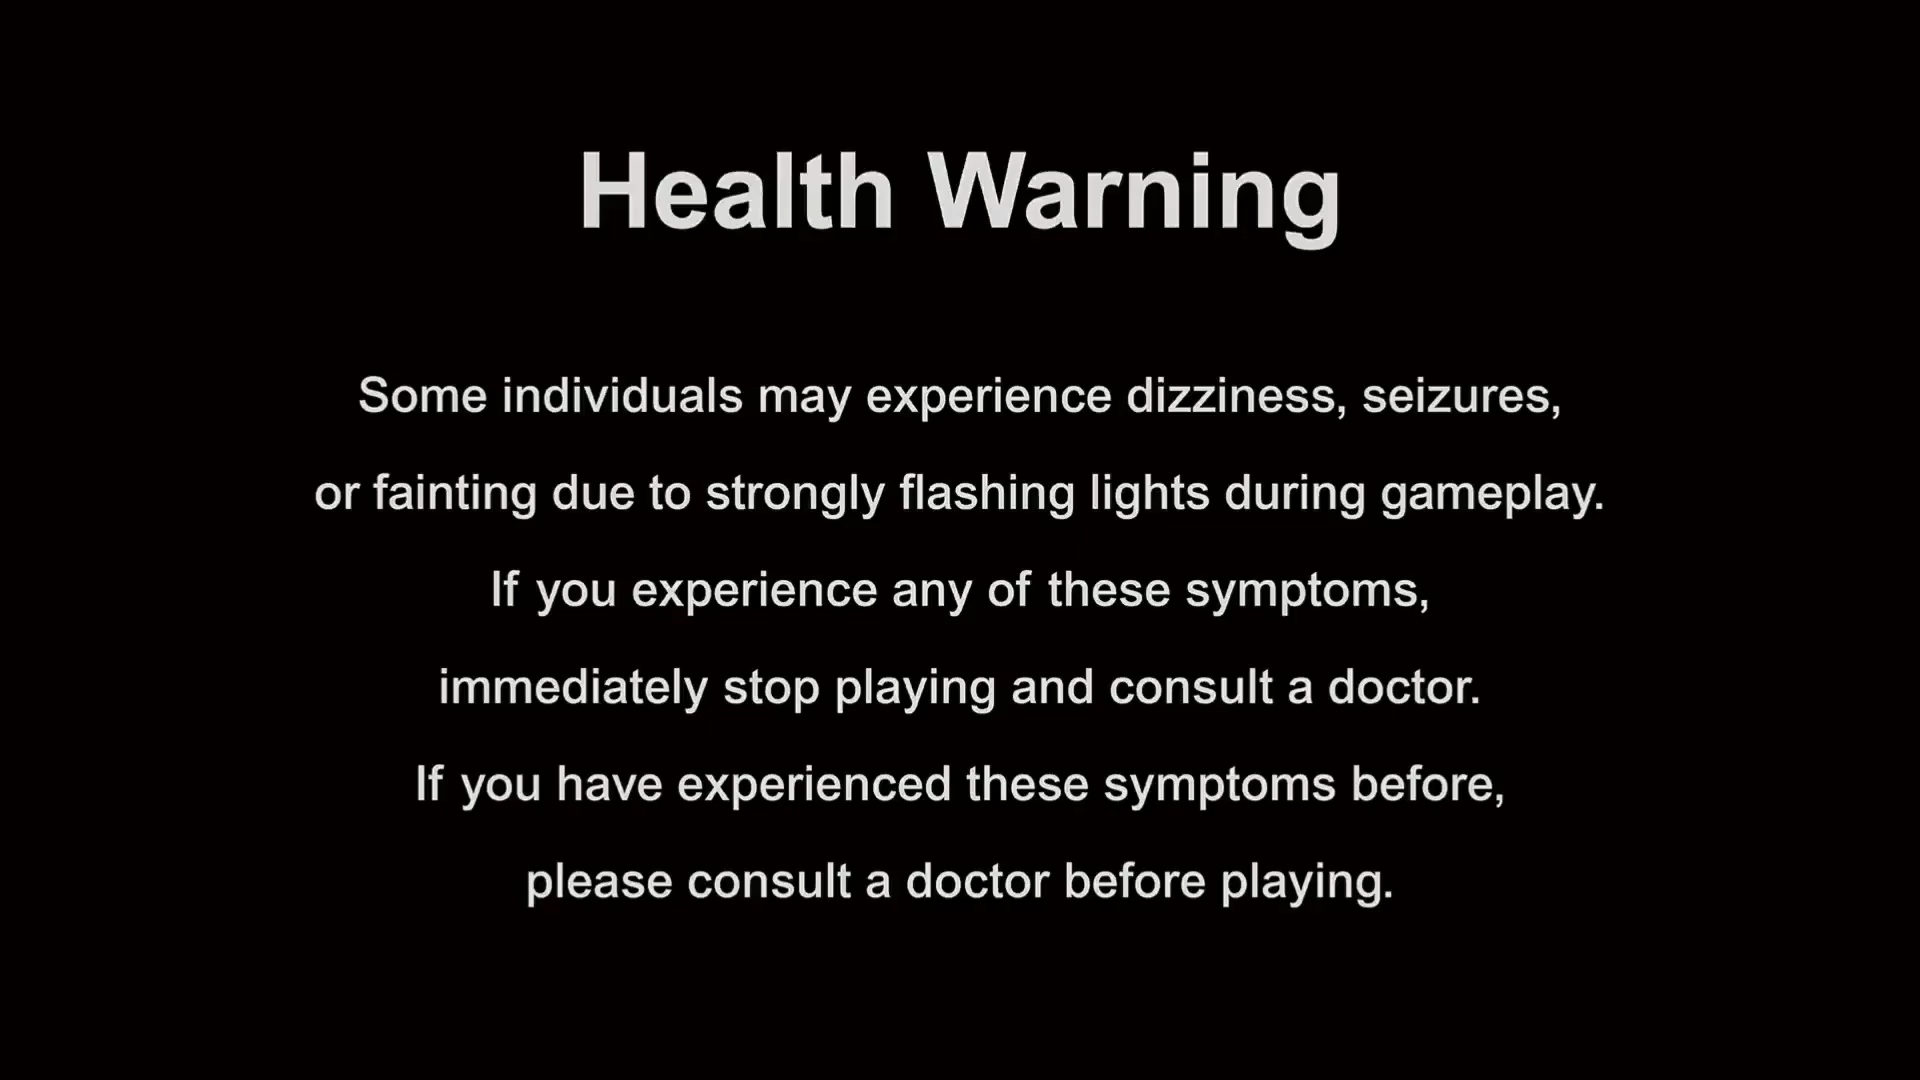 Health Warning
Some individuals may experience dizziness, seizures,
or fainting due to strongly flashing lights during gameplay.
If you experience any of these symptoms,
immediately stop playing and consult a doctor.
If you have experienced these symptoms before,
please consult a doctor before playing.